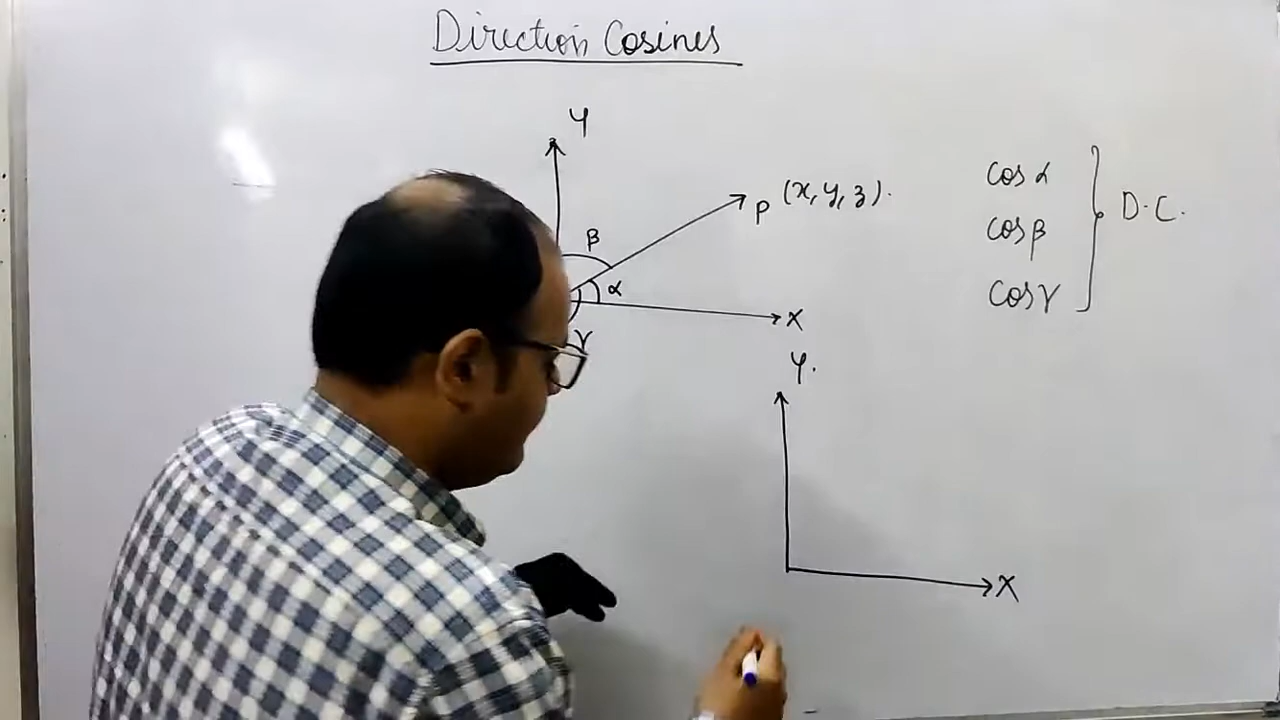 Direction Cosines
Y
P (x, y, z).
β
α
X
γ
cos α
cos β
cos γ
D.C.
Y.
X